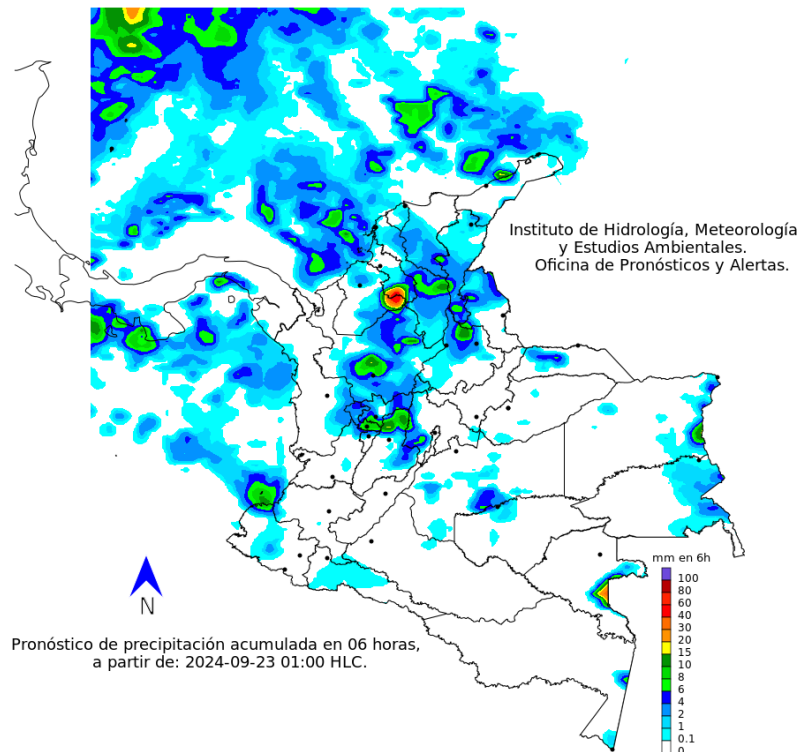 Instituto de Hidrología, Meteorología
y Estudios Ambientales.
Oficina de Pronósticos y Alertas.
mm en 6h
100
80
60
40
30
20
15
10
8
6
4
2
1
0.1
0
N
Pronóstico de precipitación acumulada en 06 horas,
a partir de: 2024-09-23 01:00 HLC.